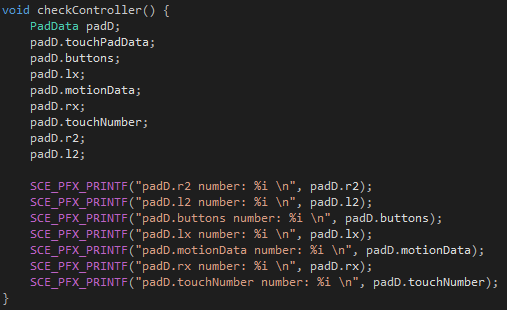 void checkController() {
PadData padD;
padD.touchPadData;
padD.buttons;
padD.lx;
padD.motionData;
padD.rx;
padD.touchNumber;
padD.r2;
padD.l2;
SCE_PFX_PRINTF("padD.r2 number: %i \n", padD.r2);
SCE_PFX_PRINTF("padD.l2 number: %i \n", padD.l2);
SCE_PFX_PRINTF("padD.buttons number: %i \n", padD.buttons);
SCE_PFX_PRINTF("padD.lx number: %i \n", padD.lx);
SCE_PFX_PRINTF("padD.motionData number: %i \n", padD.motionData);
SCE_PFX_PRINTF("padD.rx number: %i \n", padD.rx);
SCE_PFX_PRINTF("padD.touchNumber number: %i \n", padD.touchNumber);
}